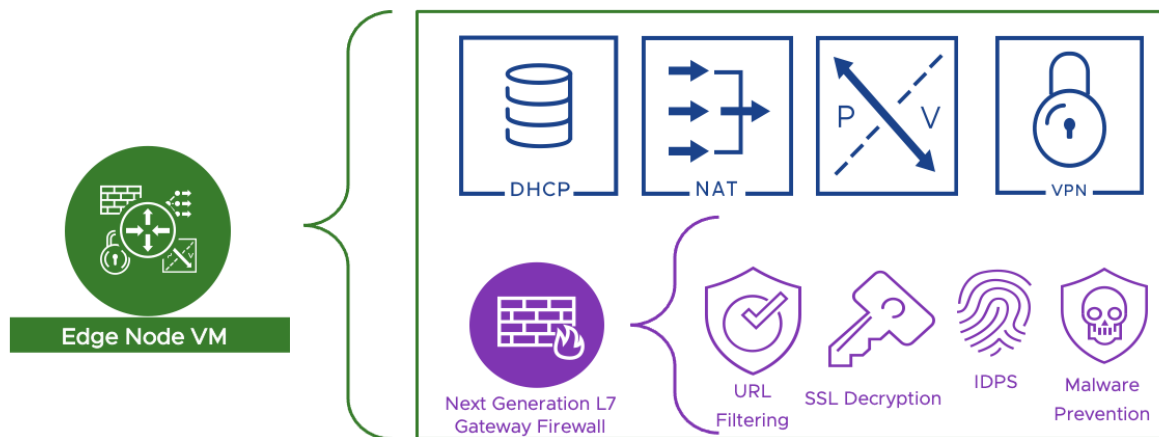 DHCP
NAT
P V
VPN
Edge Node VM
Next Generation L7
Gateway Firewall
URL
Filtering
SSL Decryption
IDPS
Malware
Prevention